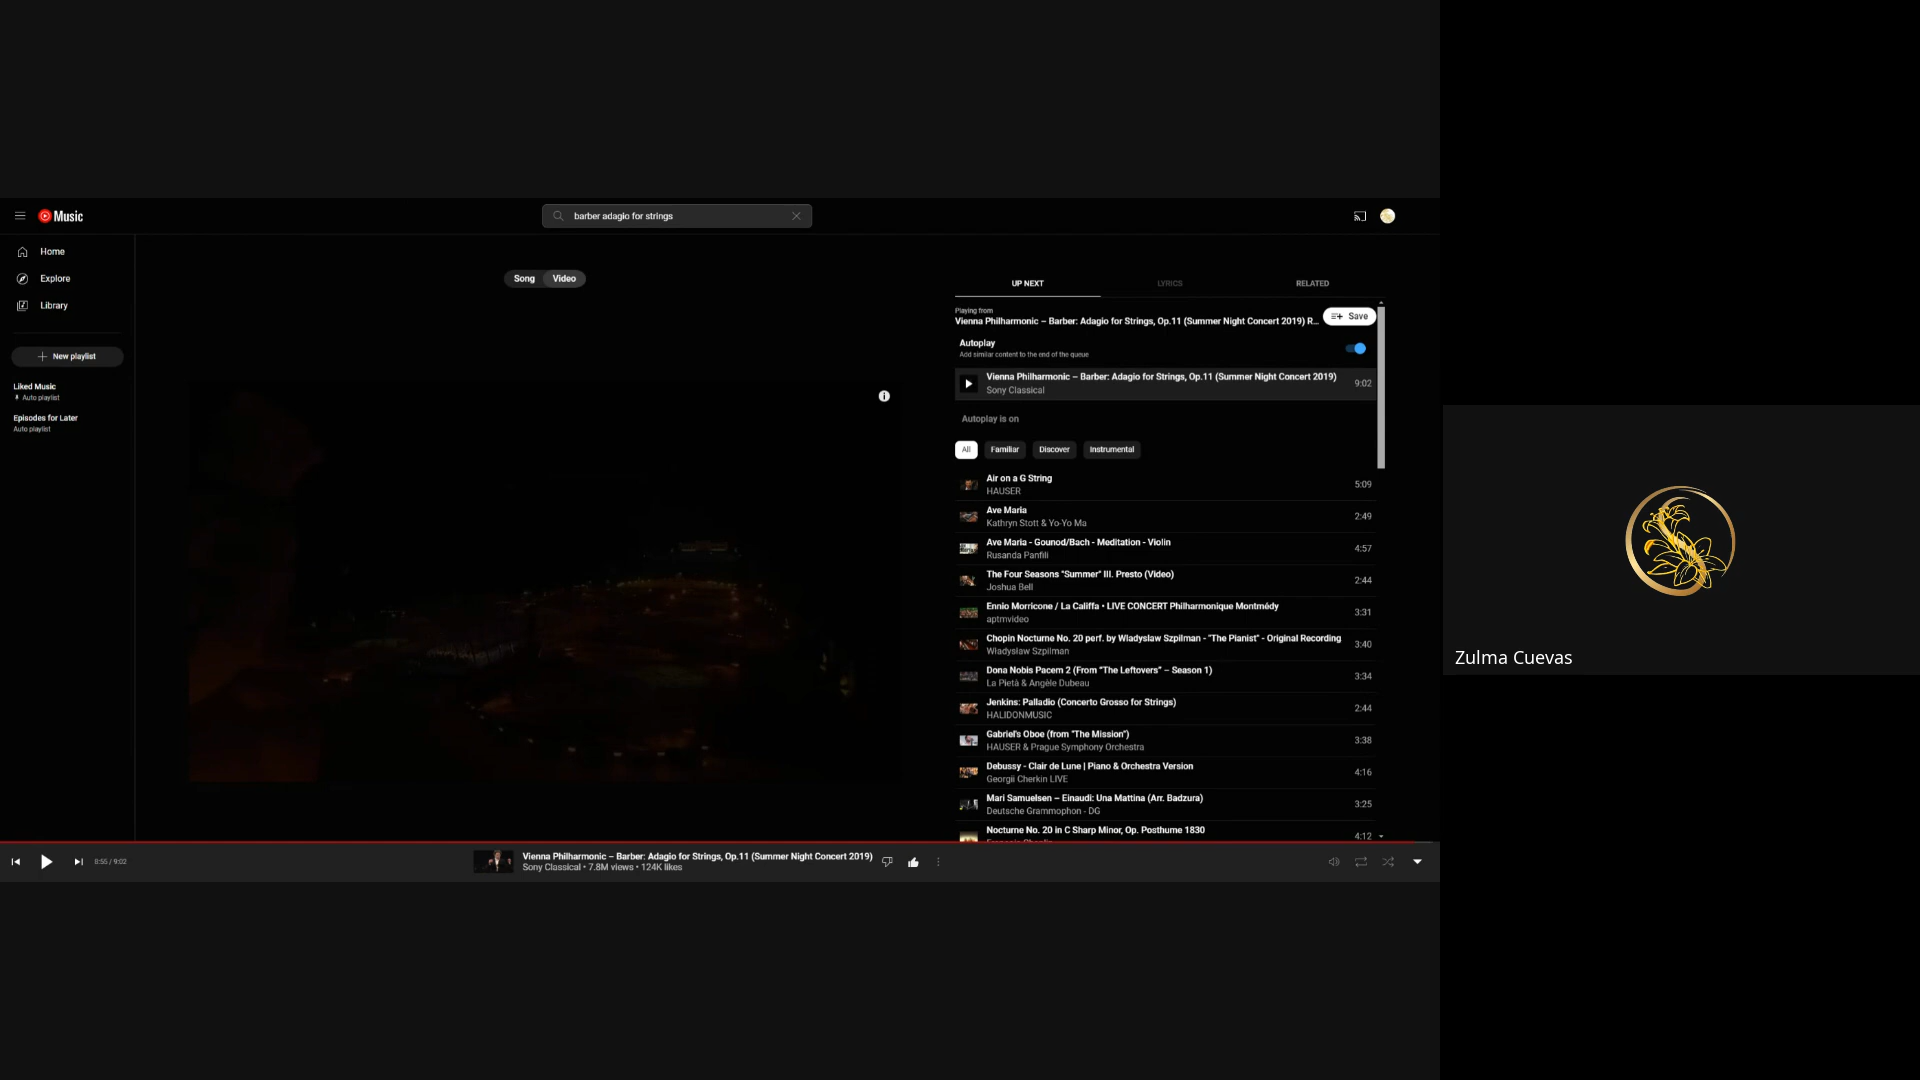 Music
barber adagio for strings
Home
Explore
Library
New playlist
Liked Music
Auto playlist
Episodes for Later
Auto playlist
Song
Video
UP NEXT
LYRICS
RELATED
Playing from
Vienna Philharmonic – Barber: Adagio for Strings, Op.11 (Summer Night Concert 2019) R...
Save
Autoplay
Add similar content to the end of the queue
Vienna Philharmonic – Barber: Adagio for Strings, Op.11 (Summer Night Concert 2019)
Sony Classical
9:02
Autoplay is on
All
Familiar
Discover
Instrumental
Air on a G String
HAUSER
5:09
Ave Maria
Kathryn Stott & Yo-Yo Ma
2:49
Ave Maria - Gounod/Bach - Meditation - Violin
Rusanda Panfili
4:57
The Four Seasons "Summer" III. Presto (Video)
Joshua Bell
2:44
Ennio Morricone / La Califfa • LIVE CONCERT Philharmonique Montmédy
aptmvideo
3:31
Chopin Nocturne No. 20 perf. by Wladyslaw Szpilman - "The Pianist" - Original Recording
Władysław Szpilman
3:40
Dona Nobis Pacem 2 (From “The Leftovers” – Season 1)
La Pietà & Angèle Dubeau
3:34
Jenkins: Palladio (Concerto Grosso for Strings)
HALIDONMUSIC
2:44
Gabriel's Oboe (from "The Mission")
HAUSER & Prague Symphony Orchestra
3:38
Debussy - Clair de Lune | Piano & Orchestra Version
Georgii Cherkin LIVE
4:16
Mari Samuelsen – Einaudi: Una Mattina (Arr. Badzura)
Deutsche Grammophon - DG
3:25
Nocturne No. 20 in C Sharp Minor, Op. Posthume 1830
4:12
8:55 / 9:02
Vienna Philharmonic – Barber: Adagio for Strings, Op.11 (Summer Night Concert 2019)
Sony Classical • 7.8M views • 124K likes
Zulma Cuevas